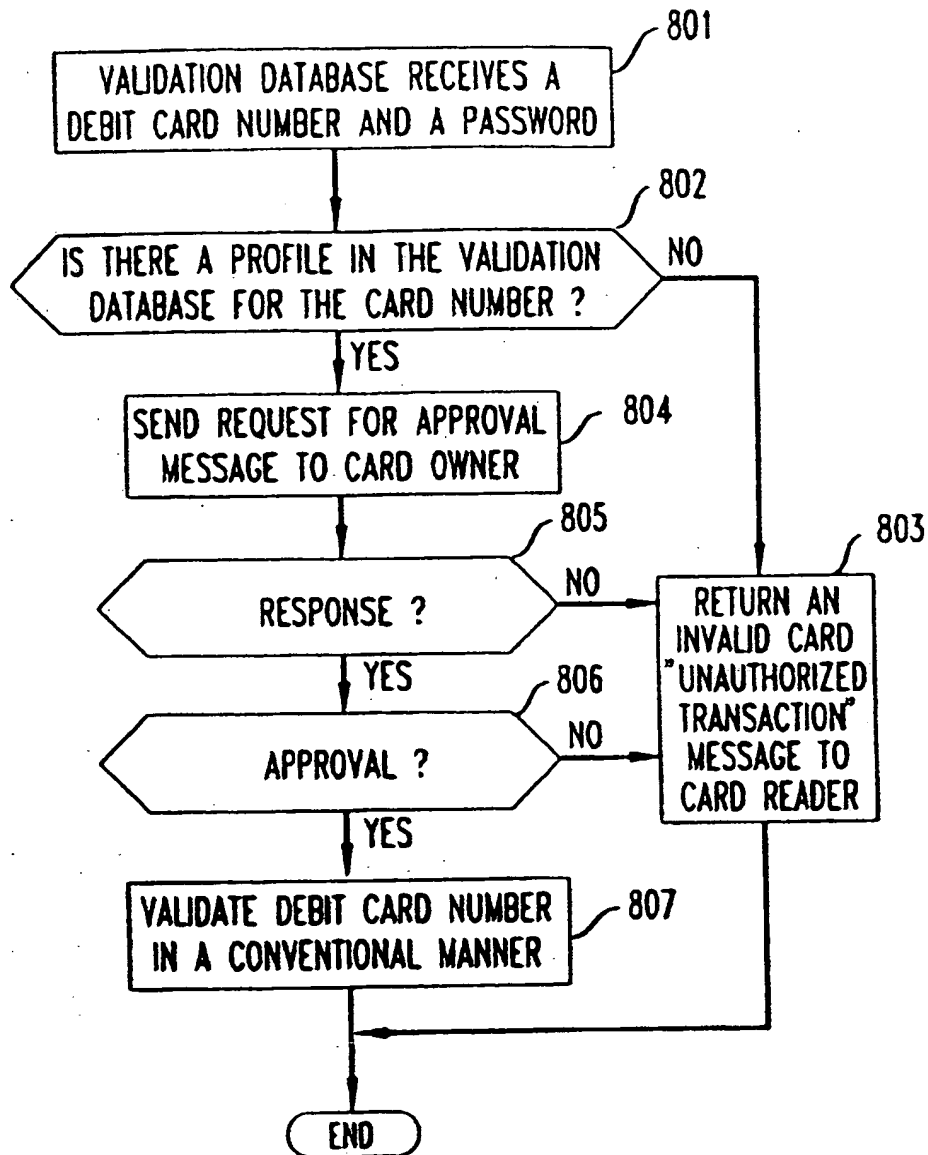 801
VALIDATION DATABASE RECEIVES A
DEBIT CARD NUMBER AND A PASSWORD
802
IS THERE A PROFILE IN THE VALIDATION
DATABASE FOR THE CARD NUMBER ?
NO
YES
SEND REQUEST FOR APPROVAL
MESSAGE TO CARD OWNER
804
805
RESPONSE ?
NO
YES
803
RETURN AN
INVALID CARD
"UNAUTHORIZED
TRANSACTION"
MESSAGE TO
CARD READER
806
APPROVAL ?
NO
YES
VALIDATE DEBIT CARD NUMBER
IN A CONVENTIONAL MANNER
807
END